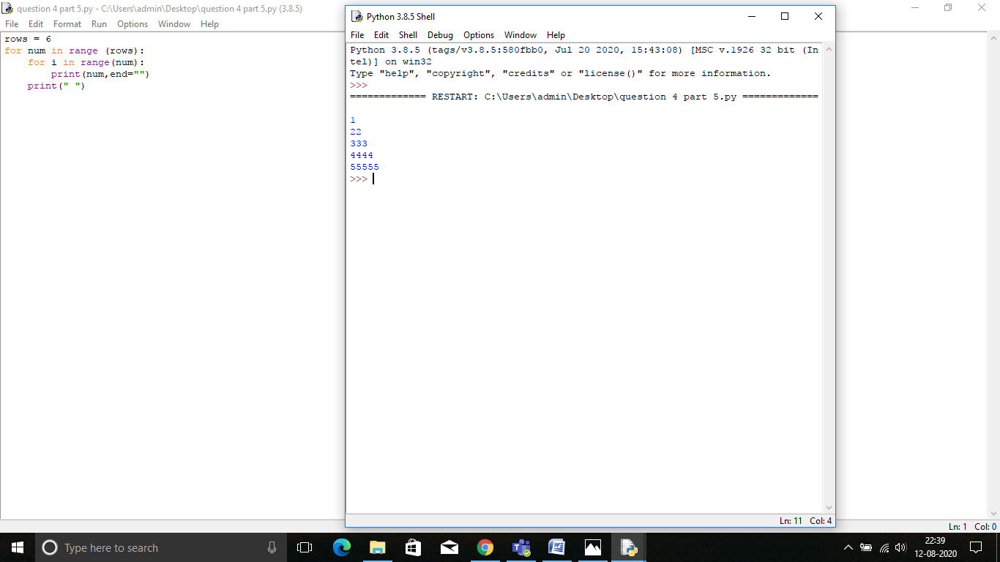 question 4 part 5.py - C:\Users\admin\Desktop\question 4 part 5.py (3.8.5)
File Edit Format Run Options Window Help
rows = 6
for num in range (rows):
    for i in range(num):
        print(num,end="")
    print(" ")
Python 3.8.5 Shell
File Edit Shell Debug Options Window Help
Python 3.8.5 (tags/v3.8.5:580fbb0, Jul 20 2020, 15:43:08) [MSC v.1926 32 bit (In
tel)] on win32
Type "help", "copyright", "credits" or "license()" for more information.
>>>
============= RESTART: C:\Users\admin\Desktop\question 4 part 5.py =============
1
22
333
4444
55555
>>>
Ln: 11 Col: 4
Ln: 1 Col: 0
Type here to search
22:39
12-08-2020